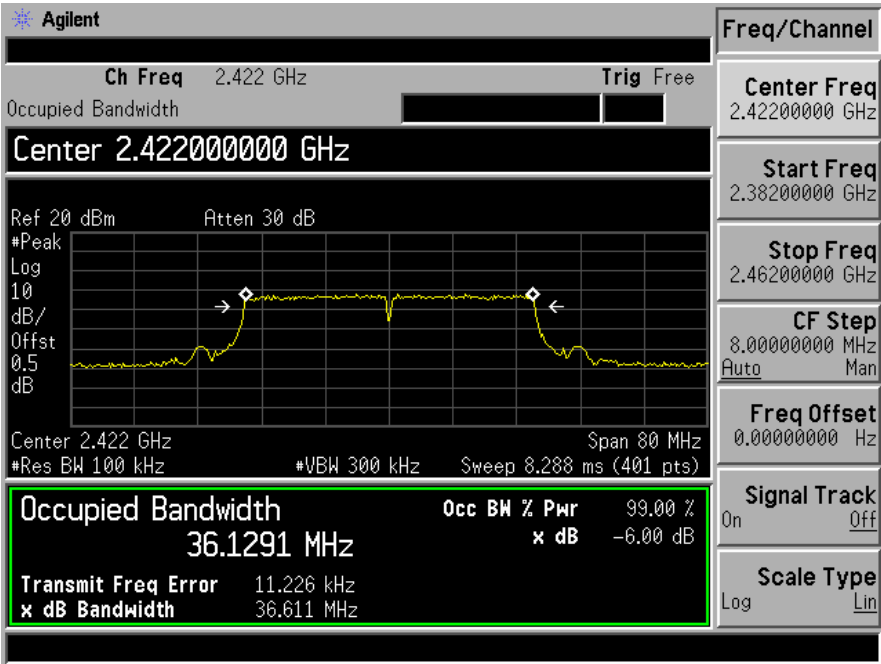 Agilent
Freq/Channel
Ch Freq 2.422 GHz Trig Free
Occupied Bandwidth
Center 2.422000000 GHz
Ref 20 dBm Atten 30 dB
#Peak
Log
10
dB/
Offst
0.5
dB
Center 2.422 GHz Span 80 MHz
#Res BW 100 kHz #VBW 300 kHz Sweep 8.288 ms (401 pts)
Occupied Bandwidth
36.1291 MHz
Occ BW % Pwr 99.00 %
x dB -6.00 dB
Transmit Freq Error 11.226 kHz
x dB Bandwidth 36.611 MHz
Center Freq
2.42200000 GHz
Start Freq
2.38200000 GHz
Stop Freq
2.46200000 GHz
CF Step
8.00000000 MHz
Auto Man
Freq Offset
0.00000000 Hz
Signal Track
On Off
Scale Type
Log Lin